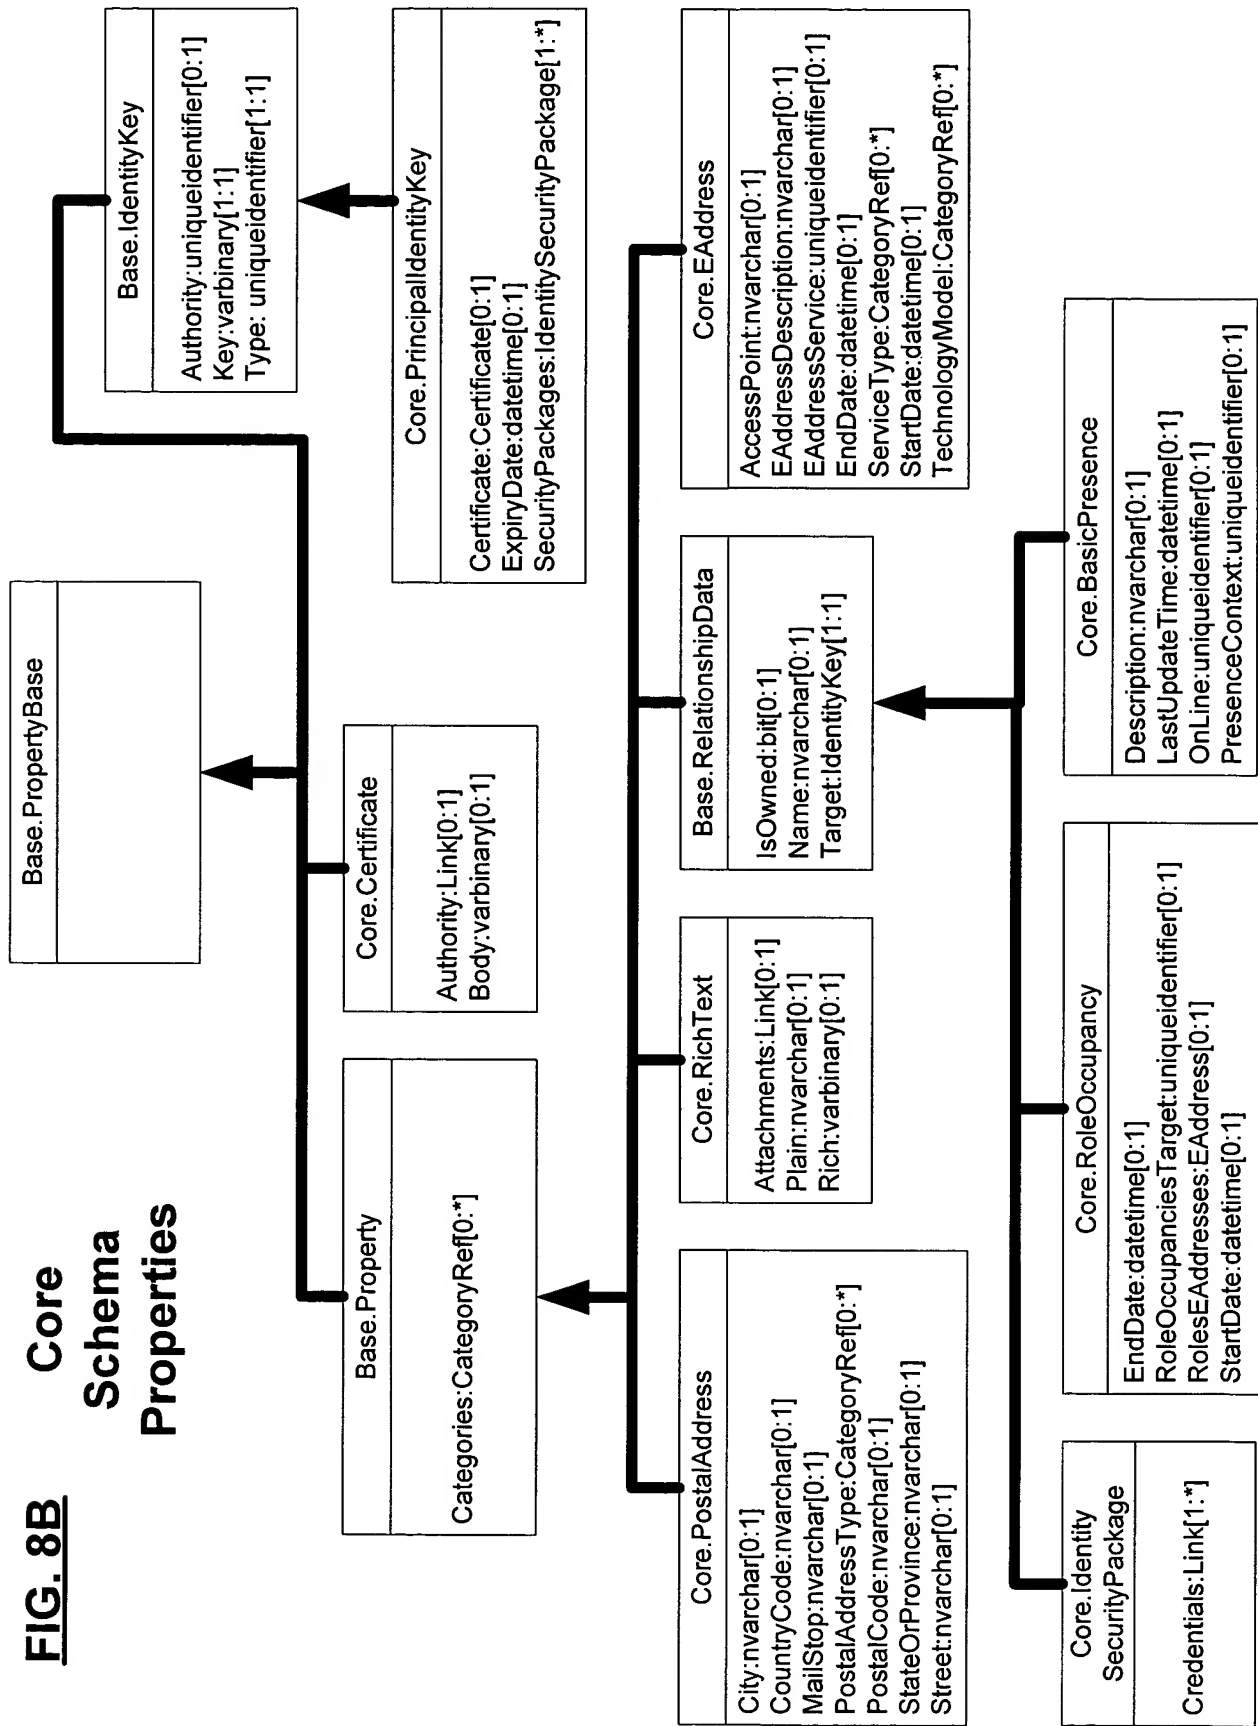 FIG. 8B
Core
Schema
Properties
Base.PropertyBase
Base.Property
Categories:CategoryRef[0:*]
Core.Certificate
Authority:Link[0:1]
Body:varbinary[0:1]
Base.IdentityKey
Authority:uniqueidentifier[0:1]
Key:varbinary[1:1]
Type: uniqueidentifier[1:1]
Core.PrincipalIdentityKey
Certificate:Certificate[0:1]
ExpiryDate:datetime[0:1]
SecurityPackages:IdentitySecurityPackage[1:*]
Core.PostalAddress
City:nvarchar[0:1]
CountryCode:nvarchar[0:1]
MailStop:nvarchar[0:1]
PostalAddressType:CategoryRef[0:*]
PostalCode:nvarchar[0:1]
StateOrProvince:nvarchar[0:1]
Street:nvarchar[0:1]
Core.RichText
Attachments:Link[0:1]
Plain:nvarchar[0:1]
Rich:varbinary[0:1]
Base.RelationshipData
IsOwned:bit[0:1]
Name:nvarchar[0:1]
Target:IdentityKey[1:1]
Core.EAddress
AccessPoint:nvarchar[0:1]
EAddressDescription:nvarchar[0:1]
EAddressService:uniqueidentifier[0:1]
EndDate:datetime[0:1]
ServiceType:CategoryRef[0:*]
StartDate:datetime[0:1]
TechnologyModel:CategoryRef[0:*]
Core.Identity
SecurityPackage
Credentials:Link[1:*]
Core.RoleOccupancy
EndDate:datetime[0:1]
RoleOccupanciesTarget:uniqueidentifier[0:1]
RolesEAddresses:EAddress[0:1]
StartDate:datetime[0:1]
Core.BasicPresence
Description:nvarchar[0:1]
LastUpdateTime:datetime[0:1]
OnLine:uniqueidentifier[0:1]
PresenceContext:uniqueidentifier[0:1]